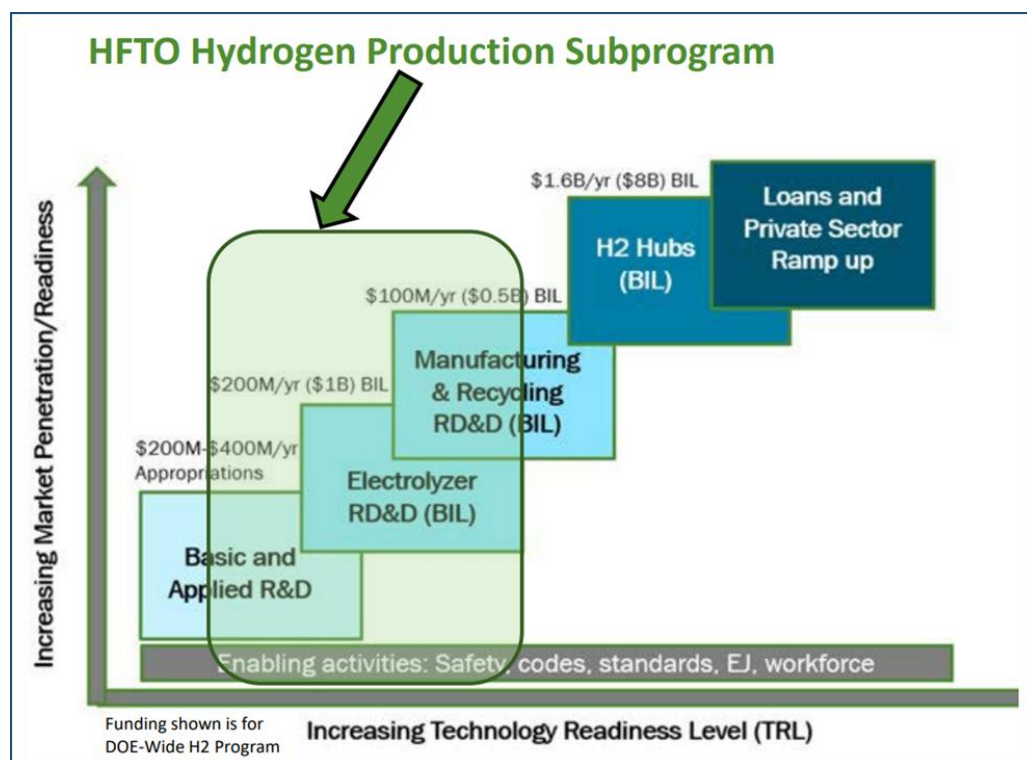 HFTO Hydrogen Production Subprogram
Increasing Market Penetration/Readiness
$1.6B/yr ($8B) BIL
Loans and
Private Sector
Ramp up
H2 Hubs
(BIL)
$100M/yr ($0.5B) BIL
Manufacturing
& Recycling
RD&D (BIL)
$200M/yr ($1B) BIL
Electrolyzer
RD&D (BIL)
$200M-$400M/yr
Appropriations
Basic and
Applied R&D
Enabling activities: Safety, codes, standards, EJ, workforce
Funding shown is for
DOE-Wide H2 Program
Increasing Technology Readiness Level (TRL)